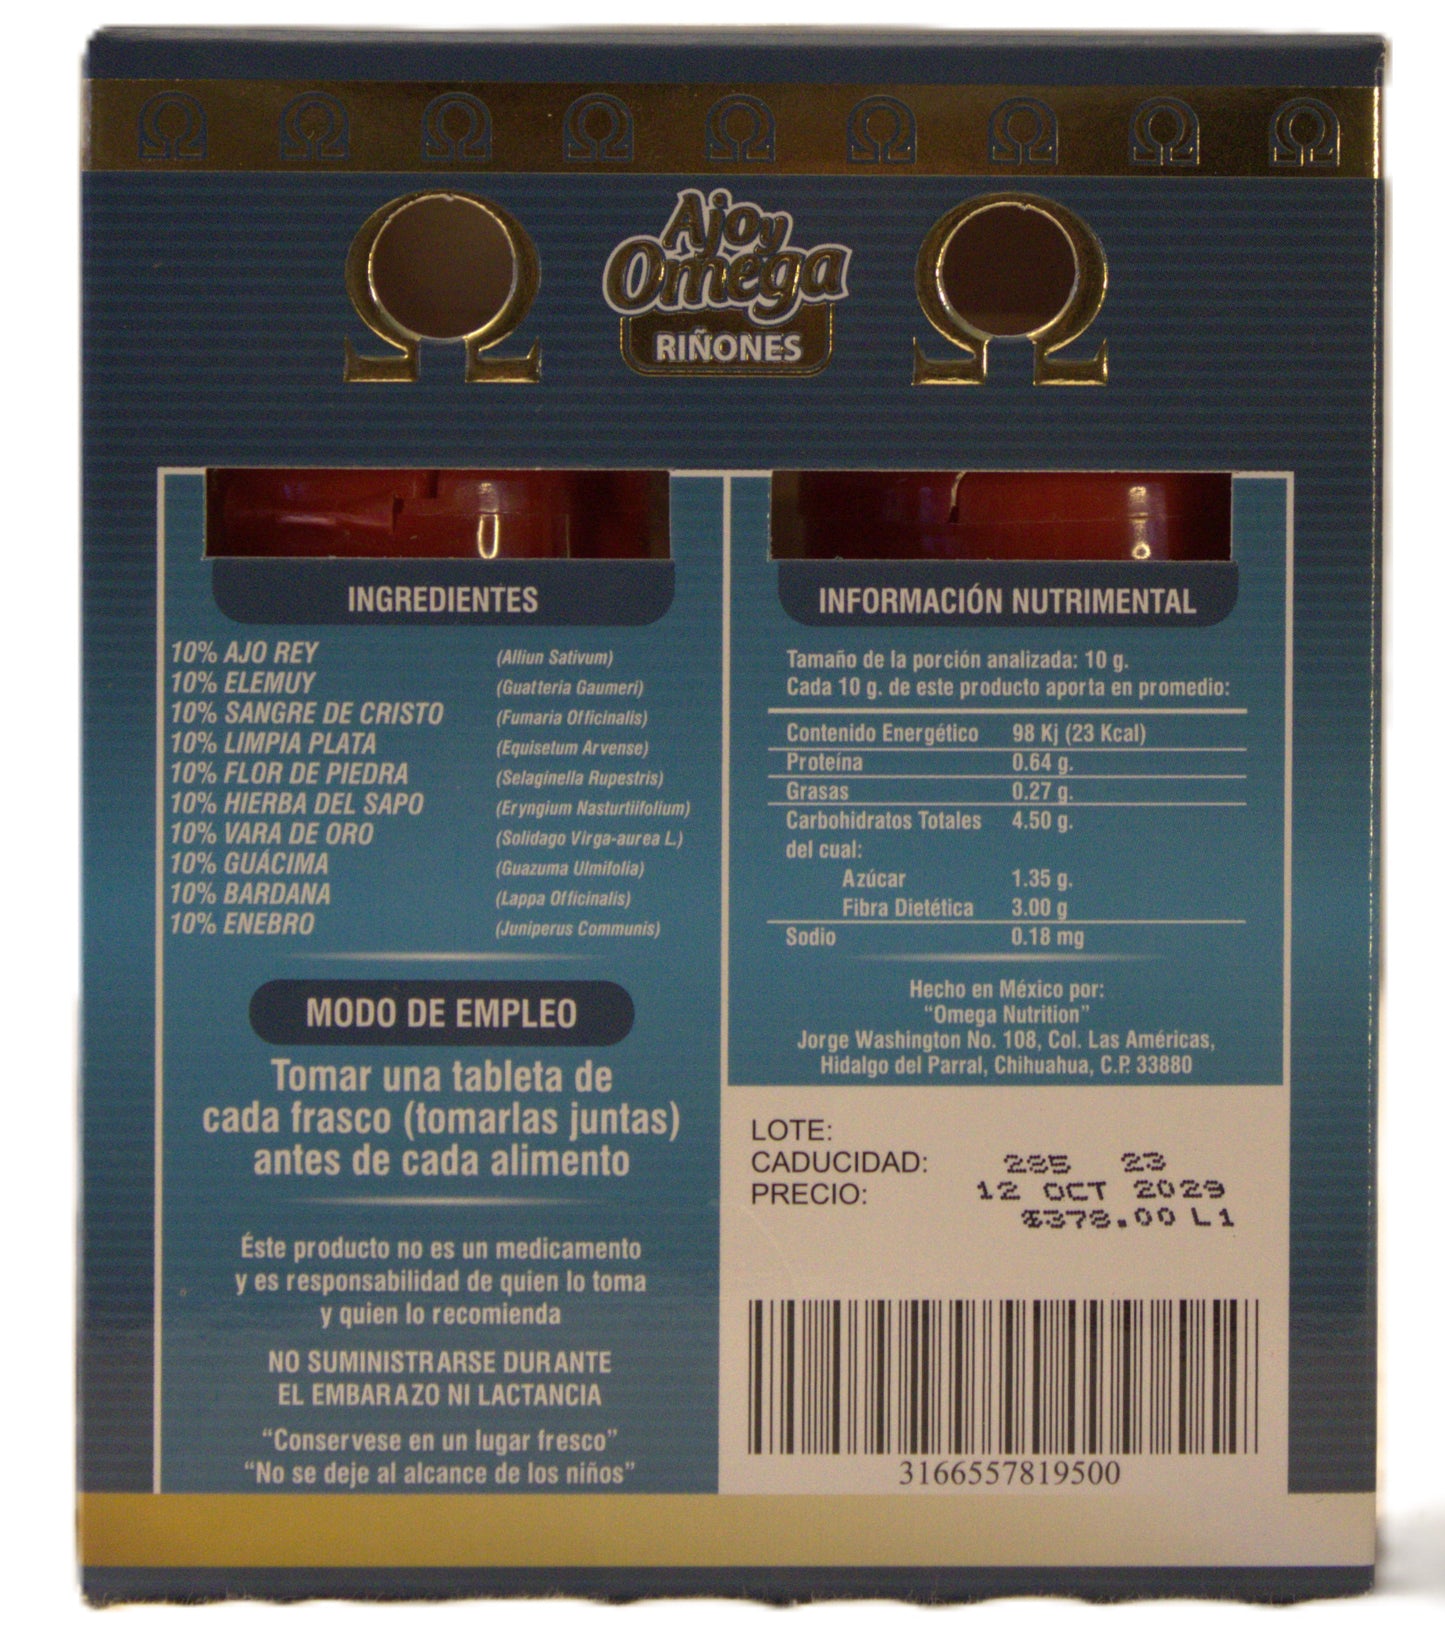 Ajo y
Omega
RIÑONES
INGREDIENTES
10% AJO REY (Alliun Sativum)
10% ELEMUY (Guatteria Gaumeri)
10% SANGRE DE CRISTO (Fumaria Officinalis)
10% LIMPIA PLATA (Equisetum Arvense)
10% FLOR DE PIEDRA (Selaginella Rupestris)
10% HIERBA DEL SAPO (Eryngium Nasturtiifolium)
10% VARA DE ORO (Solidago Virga-aurea L.)
10% GUÁCIMA (Guazuma Ulmifolia)
10% BARDANA (Lappa Officinalis)
10% ENEBRO (Juniperus Communis)
MODO DE EMPLEO
Tomar una tableta de
cada frasco (tomarlas juntas)
antes de cada alimento
Éste producto no es un medicamento
y es responsabilidad de quien lo toma
y quien lo recomienda
NO SUMINISTRARSE DURANTE
EL EMBARAZO NI LACTANCIA
“Conservese en un lugar fresco”
“No se deje al alcance de los niños”
INFORMACIÓN NUTRIMENTAL
Tamaño de la porción analizada: 10 g.
Cada 10 g. de este producto aporta en promedio:
Contenido Energético 98 Kj (23 Kcal)
Proteína 0.64 g.
Grasas 0.27 g.
Carbohidratos Totales 4.50 g.
del cual:
Azúcar 1.35 g.
Fibra Dietética 3.00 g
Sodio 0.18 mg
Hecho en México por:
“Omega Nutrition”
Jorge Washington No. 108, Col. Las Américas,
Hidalgo del Parral, Chihuahua, C.P. 33880
LOTE:
CADUCIDAD: 285 23
PRECIO: 12 OCT 2029
$378.00 L1
3166557819500